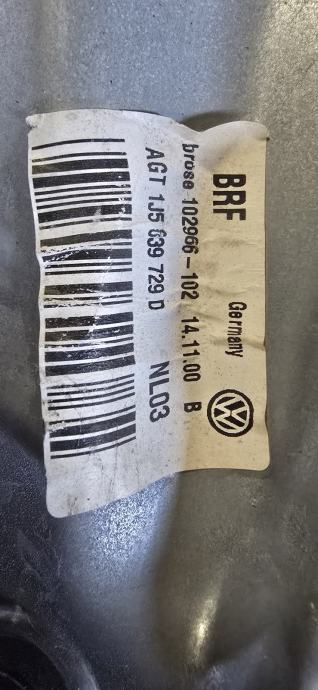 BRF Germany
brose 102966-102 14.11.00 B
AGT 1J5 839 729 D NL03